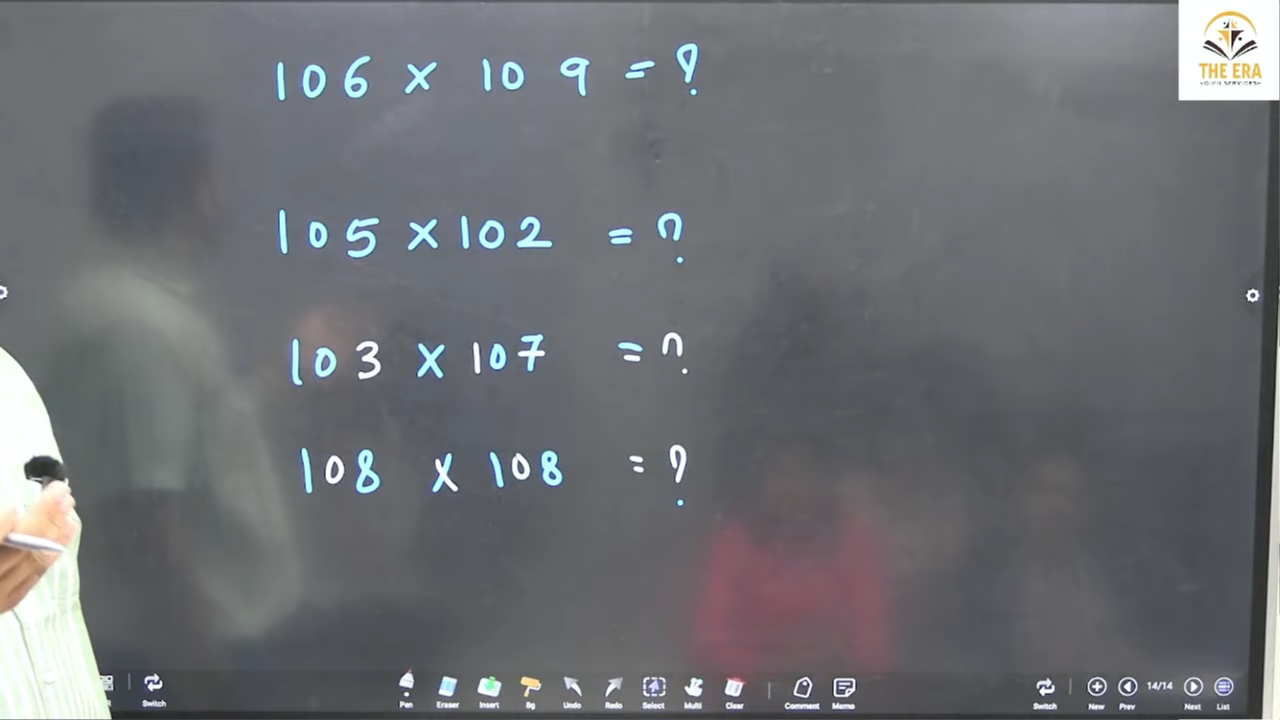 106 × 109 = ?
105 × 102 = ?
103 × 107 = ?
108 × 108 = ?
THE ERA
Switch
Pen
Eraser
Insert
Bg
Undo
Redo
Select
Multi
Clear
Comment
Memo
Switch
New
Prev
14/14
Next
List